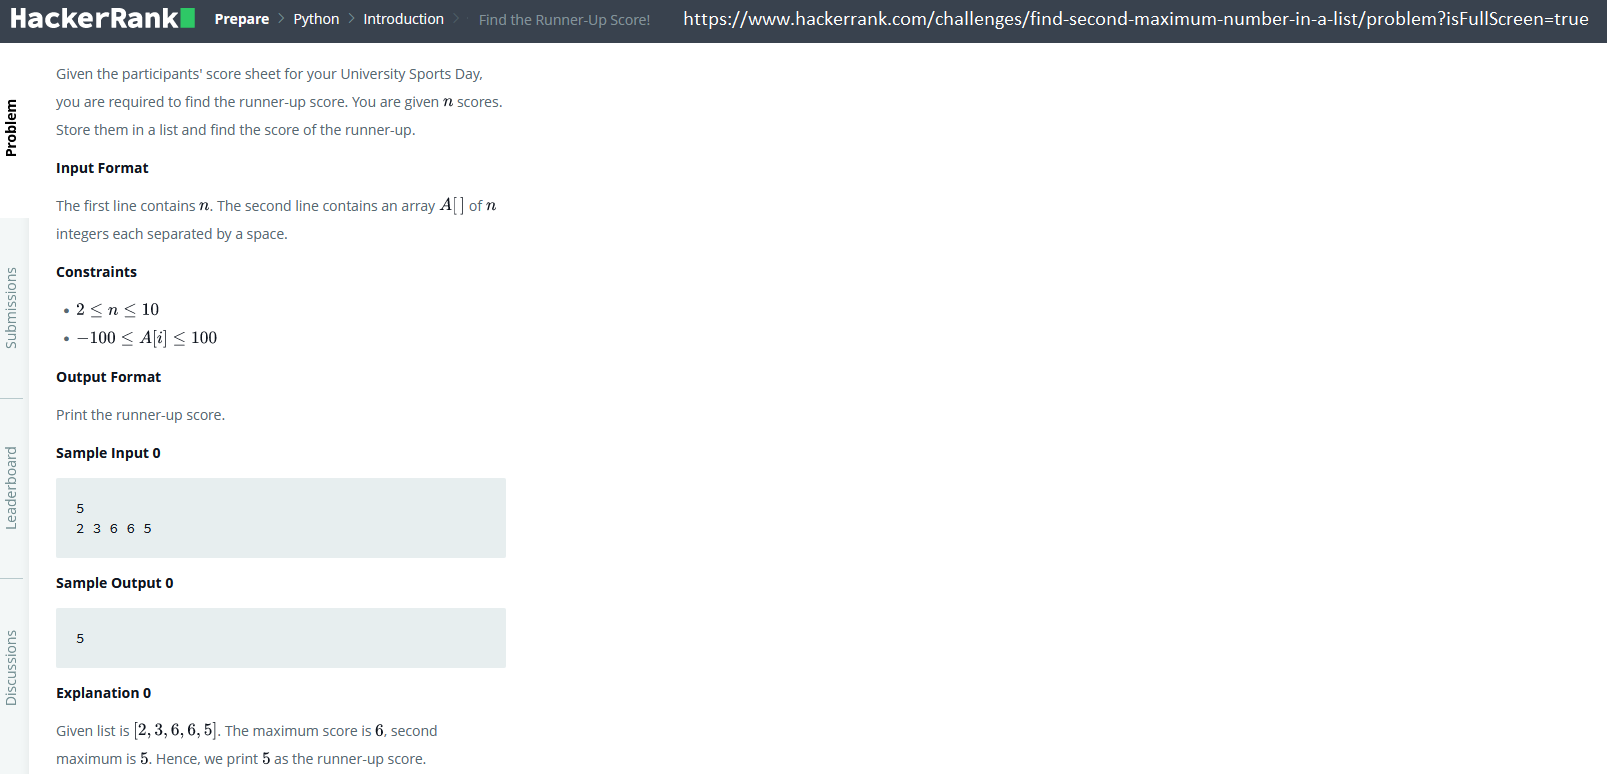 HackerRank Prepare > Python > Introduction > Find the Runner-Up Score! https://www.hackerrank.com/challenges/find-second-maximum-number-in-a-list/problem?isFullScreen=true
Problem
Submissions
Leaderboard
Discussions
Given the participants' score sheet for your University Sports Day,
you are required to find the runner-up score. You are given n scores.
Store them in a list and find the score of the runner-up.
Input Format
The first line contains n. The second line contains an array A[] of n
integers each separated by a space.
Constraints
• 2 ≤ n ≤ 10
• −100 ≤ A[i] ≤ 100
Output Format
Print the runner-up score.
Sample Input 0
5
2 3 6 6 5
Sample Output 0
5
Explanation 0
Given list is [2, 3, 6, 6, 5]. The maximum score is 6, second
maximum is 5. Hence, we print 5 as the runner-up score.